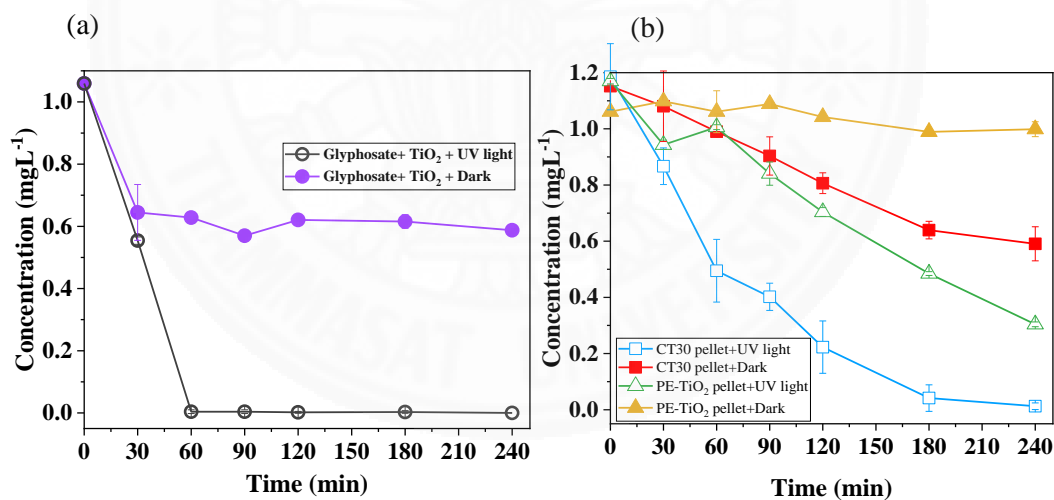 (a)
Concentration (mgL⁻¹)
1.0
0.8
0.6
0.4
0.2
0.0
Glyphosate+ TiO₂ + UV light
Glyphosate+ TiO₂ + Dark
0 30 60 90 120 150 180 210 240
Time (min)
(b)
Concentration (mgL⁻¹)
1.2
1.0
0.8
0.6
0.4
0.2
0.0
CT30 pellet+UV light
CT30 pellet+Dark
PE-TiO₂ pellet+UV light
PE-TiO₂ pellet+Dark
0 30 60 90 120 150 180 210 240
Time (min)